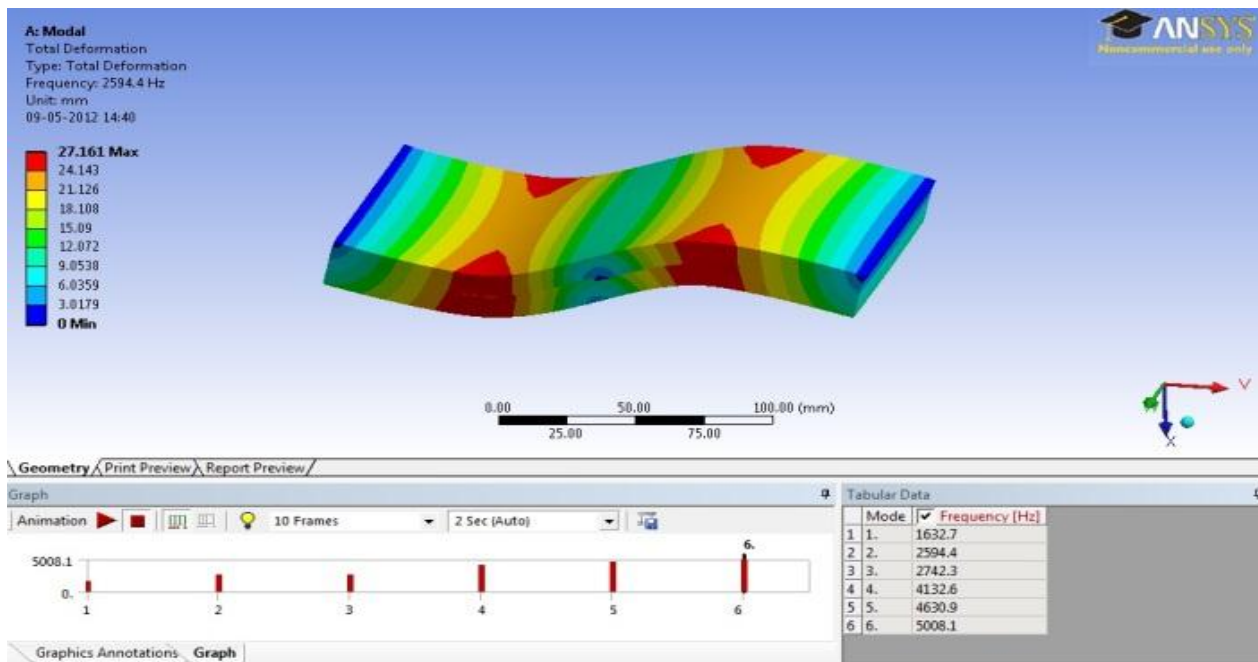 A: Modal
Total Deformation
Type: Total Deformation
Frequency: 2594.4 Hz
Unit: mm
09-05-2012 14:40
27.161 Max
24.143
21.126
18.108
15.09
12.072
9.0538
6.0359
3.0179
0 Min
ANSYS
Noncommercial use only
0.00 50.00 100.00 (mm)
25.00 75.00
Y
X
Geometry Print Preview Report Preview
Graph
Animation 10 Frames 2 Sec (Auto)
6.
5008.1
0.
1 2 3 4 5 6
Graphics Annotations Graph
Tabular Data
Mode Frequency [Hz]
1 1. 1632.7
2 2. 2594.4
3 3. 2742.3
4 4. 4132.6
5 5. 4630.9
6 6. 5008.1